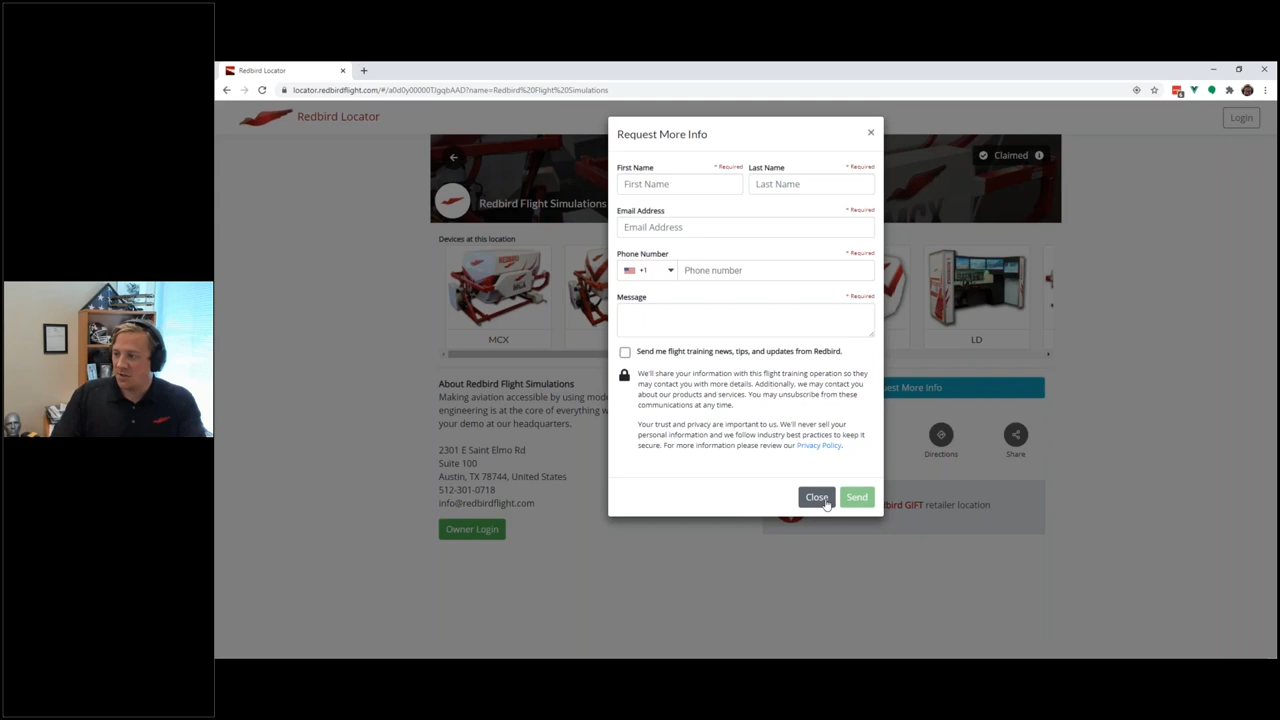 Redbird Locator
locator.redbirdflight.com/#/a0d0y00000TJgqbAAD?name=Redbird%20Flight%20Simulations
Redbird Locator
Login
Claimed
Redbird Flight Simulations
Devices at this location
MCX
LD
About Redbird Flight Simulations
Making aviation accessible by using mode
engineering is at the core of everything w
your demo at our headquarters.
2301 E Saint Elmo Rd
Suite 100
Austin, TX 78744, United States
512-301-0718
info@redbirdflight.com
Owner Login
Request More Info
First Name * Required Last Name * Required
First Name Last Name
Email Address * Required
Email Address
Phone Number * Required
+1 Phone number
Message * Required
Send me flight training news, tips, and updates from Redbird.
We'll share your information with this flight training operation so they
may contact you with more details. Additionally, we may contact you
about our products and services. You may unsubscribe from these
communications at any time.
Your trust and privacy are important to us. We'll never sell your
personal information and we follow industry best practices to keep it
secure. For more information please review our Privacy Policy.
Close Send
uest More Info
Directions Share
bird GIFT retailer location